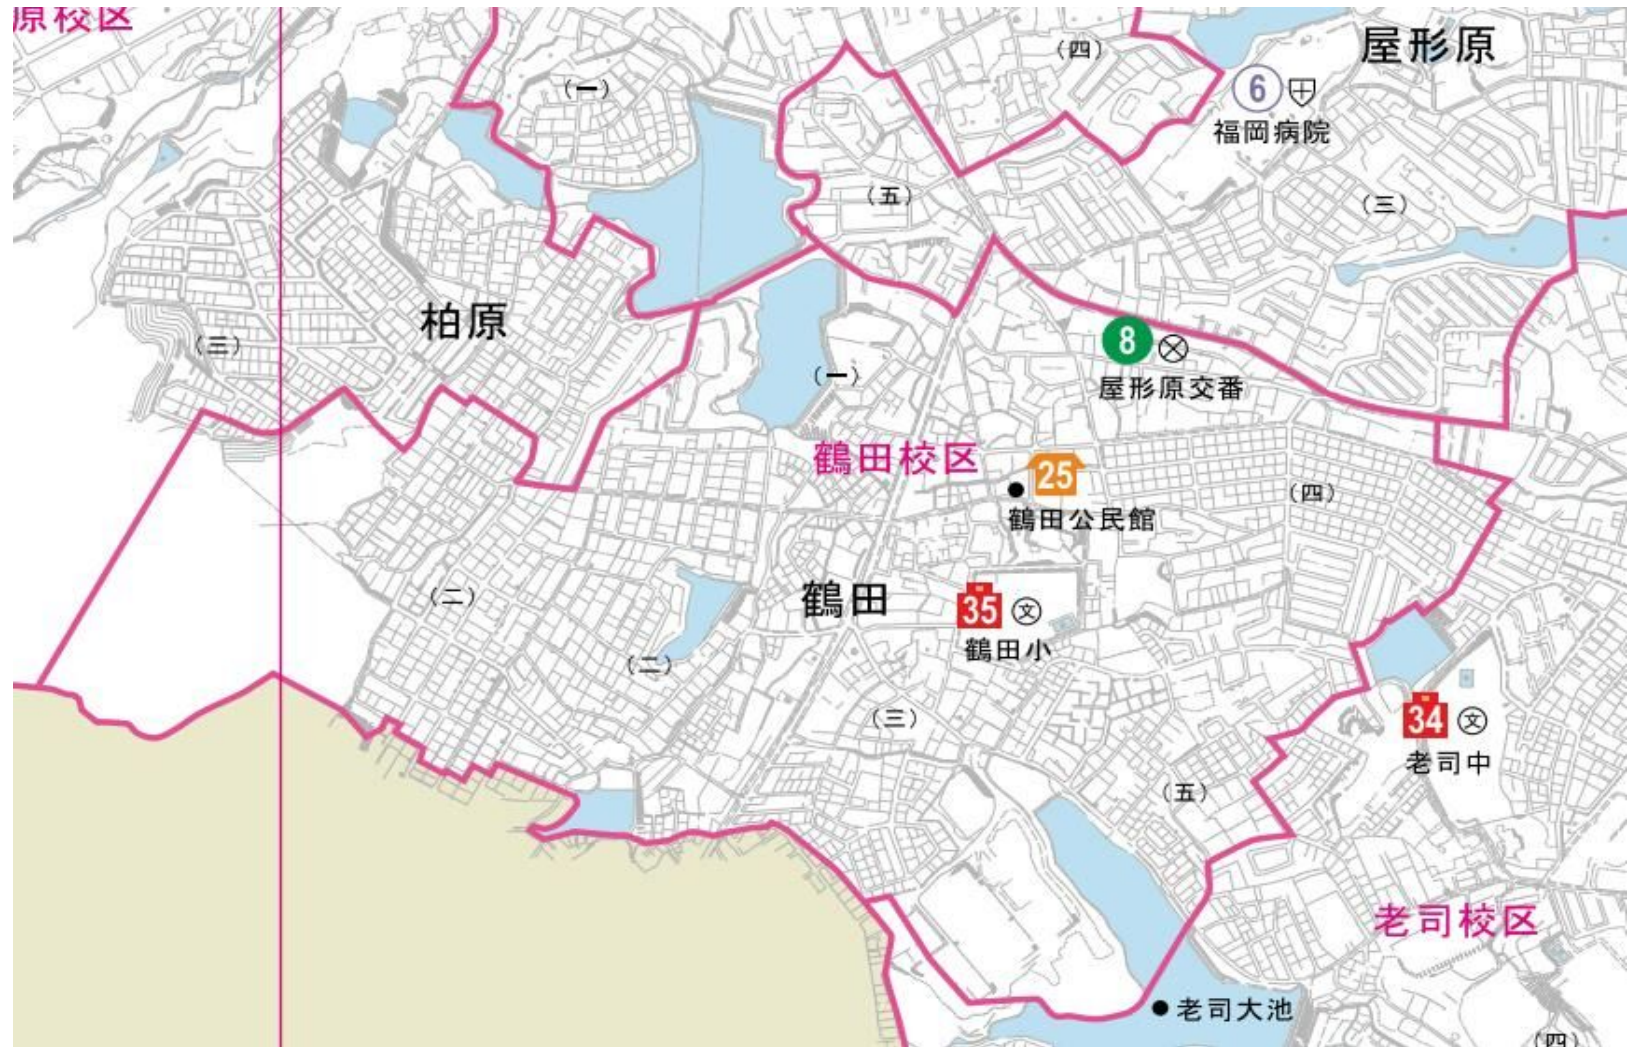 原校区
(四)
屋形原
(一)
6
福岡病院
(五)
(三)
柏原
(三)
8
屋形原交番
(一)
鶴田校区
25
鶴田公民館
(四)
(二)
鶴田
35
文
鶴田小
(二)
(三)
34
文
老司中
(五)
老司校区
老司大池
(四)